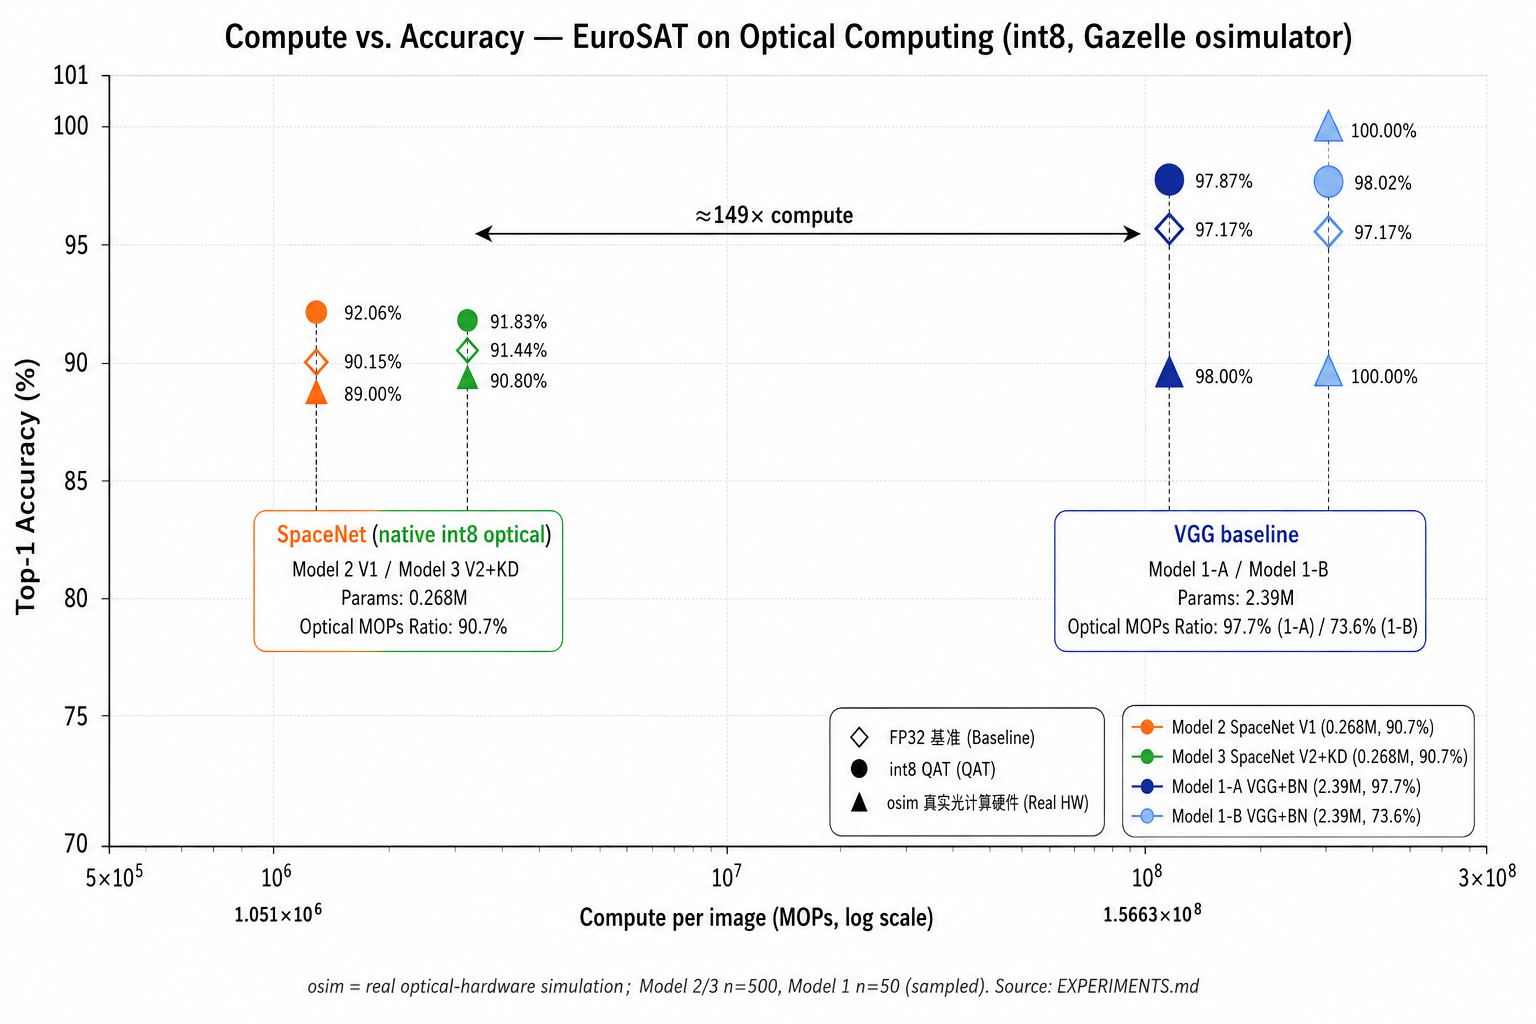 Compute vs. Accuracy — EuroSAT on Optical Computing (int8, Gazelle osimulator)
Top-1 Accuracy (%)
101
100
95
90
85
80
75
70
100.00%
97.87%
98.02%
97.17%
97.17%
98.00%
100.00%
≈149× compute
92.06%
90.15%
89.00%
91.83%
91.44%
90.80%
SpaceNet (native int8 optical)
Model 2 V1 / Model 3 V2+KD
Params: 0.268M
Optical MOPs Ratio: 90.7%
VGG baseline
Model 1-A / Model 1-B
Params: 2.39M
Optical MOPs Ratio: 97.7% (1-A) / 73.6% (1-B)
FP32 基准 (Baseline)
int8 QAT (QAT)
osim 真实光计算硬件 (Real HW)
Model 2 SpaceNet V1 (0.268M, 90.7%)
Model 3 SpaceNet V2+KD (0.268M, 90.7%)
Model 1-A VGG+BN (2.39M, 97.7%)
Model 1-B VGG+BN (2.39M, 73.6%)
5×10⁵
10⁶
10⁷
10⁸
3×10⁸
1.051×10⁶
Compute per image (MOPs, log scale)
1.5663×10⁸
osim = real optical-hardware simulation; Model 2/3 n=500, Model 1 n=50 (sampled). Source: EXPERIMENTS.md